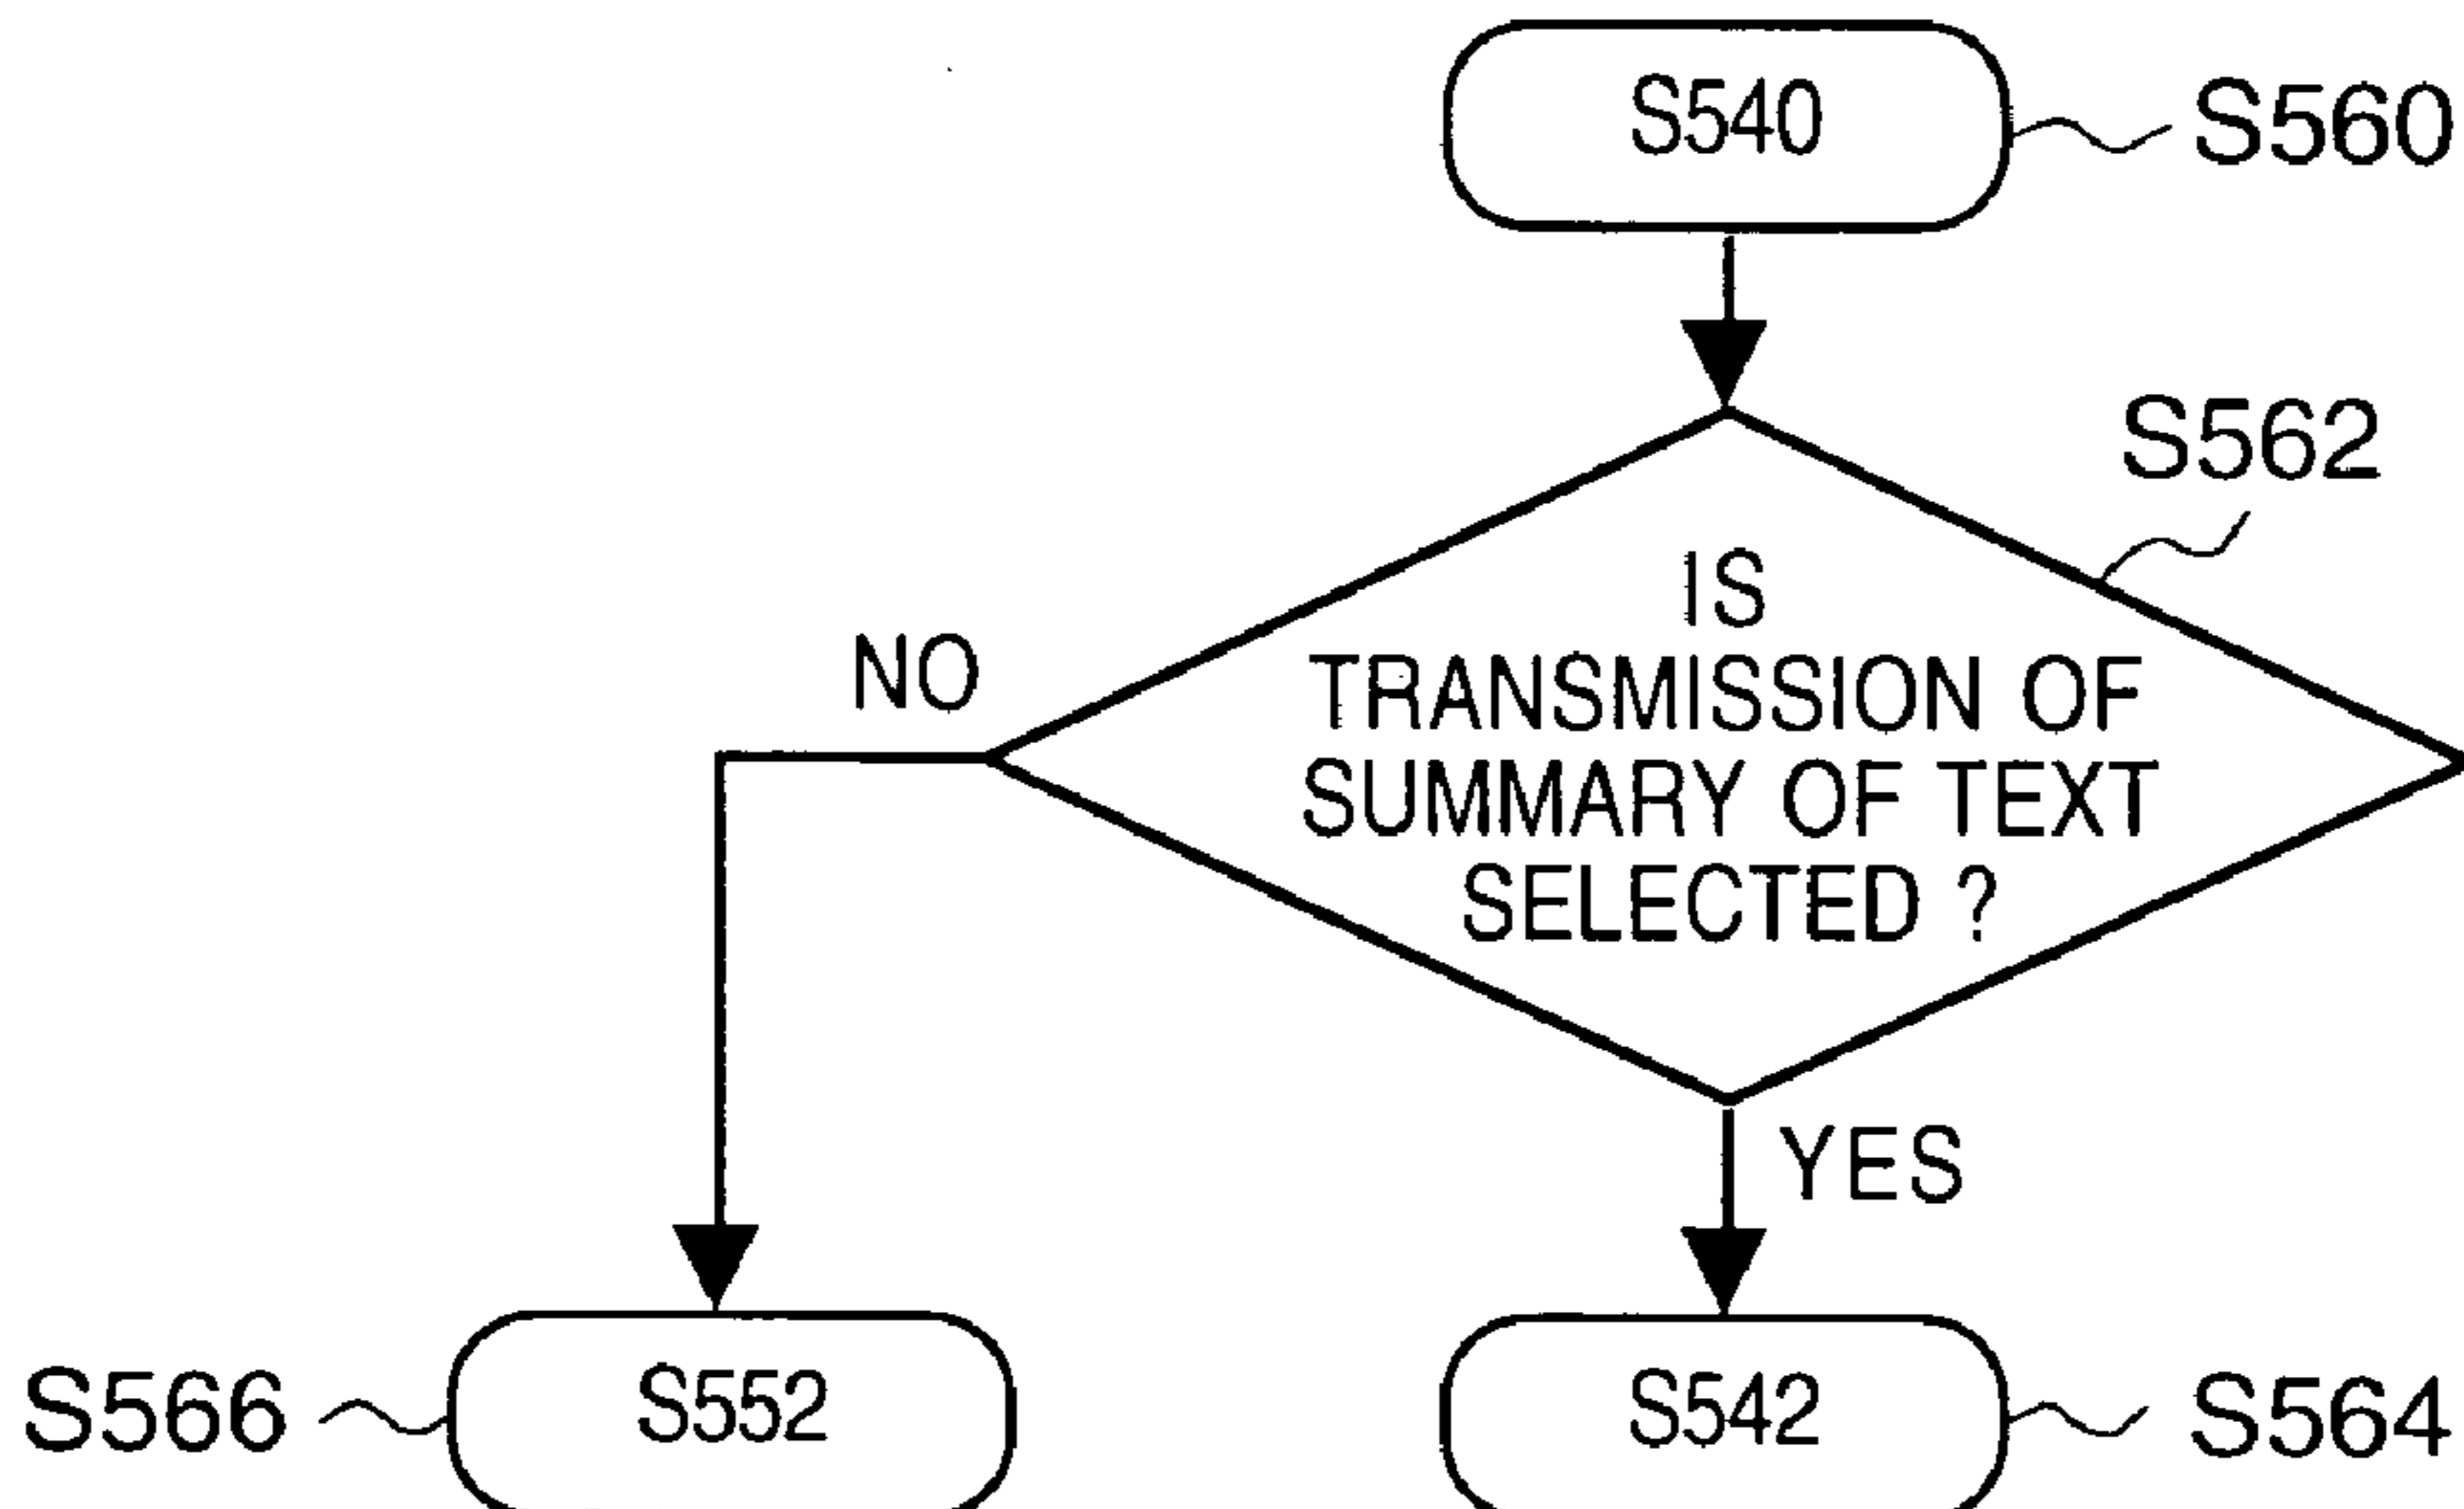 S540
S560
S562
IS
TRANSMISSION OF
SUMMARY OF TEXT
SELECTED ?
NO
YES
S566
S552
S542
S564